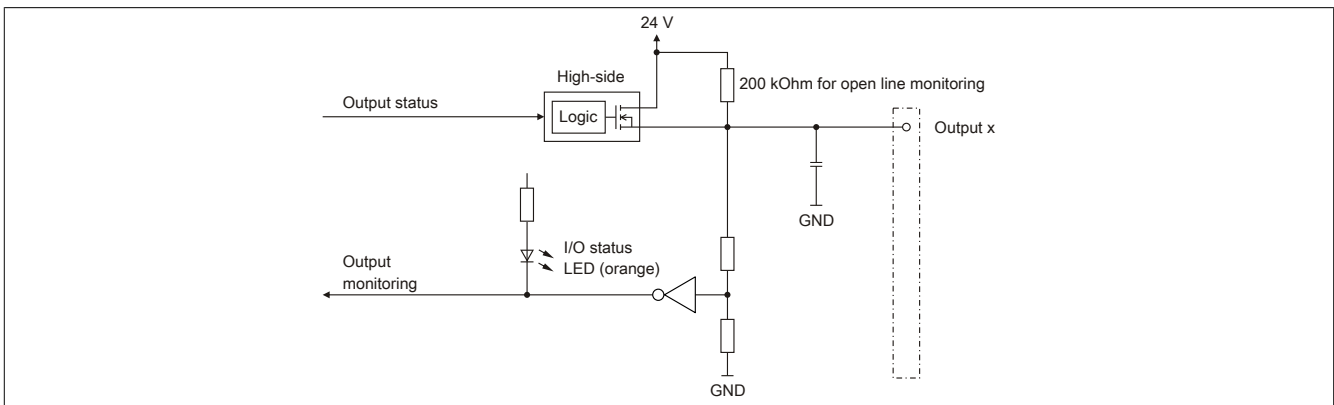 24 V
High-side
200 kOhm for open line monitoring
Output status
Logic
Output x
GND
I/O status
LED (orange)
Output
monitoring
GND